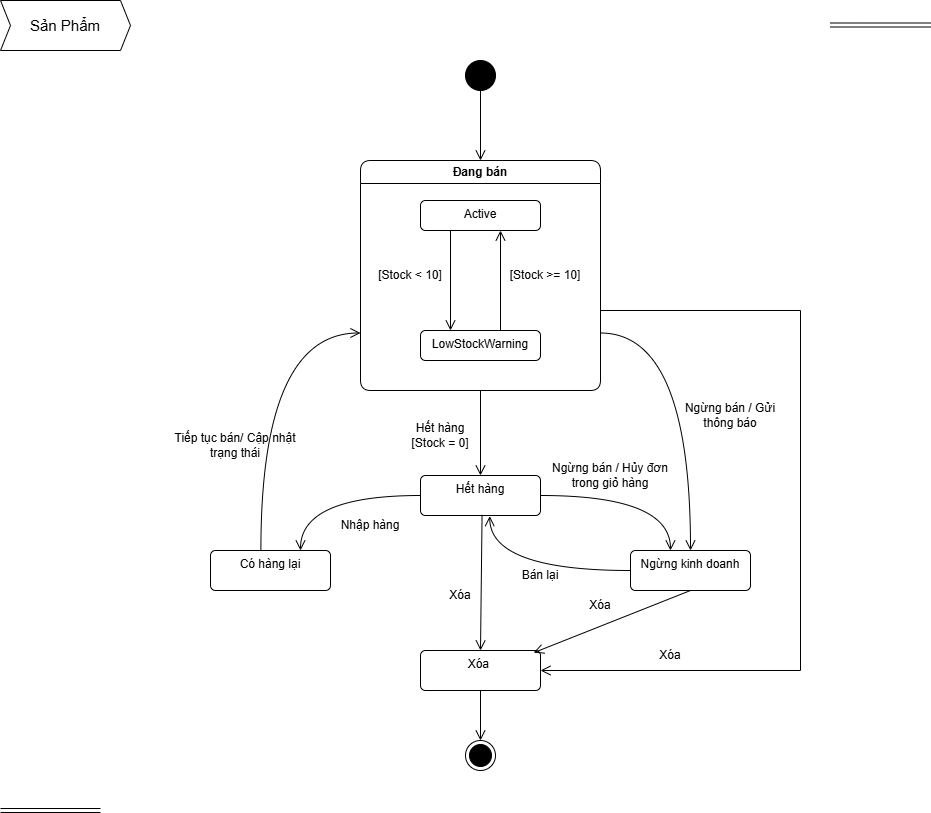 Sản Phẩm
Đang bán
Active
[Stock < 10]
[Stock >= 10]
LowStockWarning
Ngừng bán / Gửi
thông báo
Hết hàng
[Stock = 0]
Tiếp tục bán/ Cập nhật
trạng thái
Ngừng bán / Hủy đơn
trong giỏ hàng
Hết hàng
Nhập hàng
Có hàng lại
Ngừng kinh doanh
Bán lại
Xóa
Xóa
Xóa
Xóa